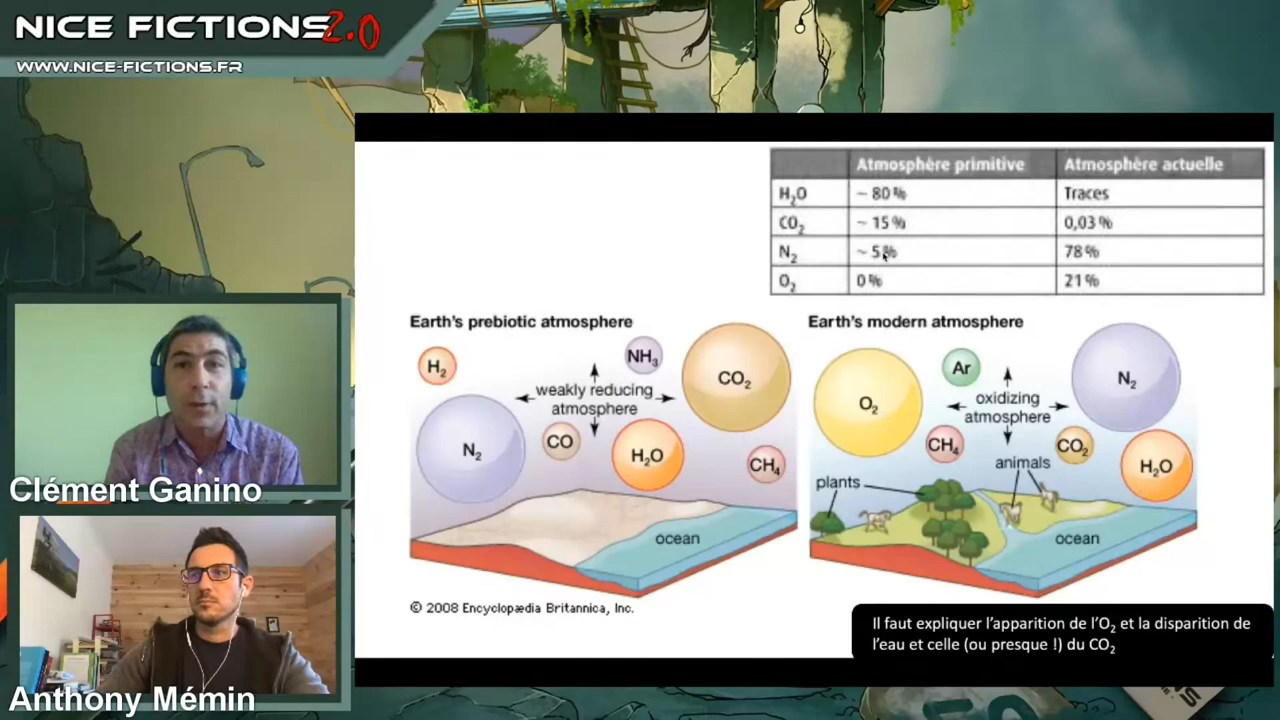 NICE FICTIONS 2.0
WWW.NICE-FICTIONS.FR
Atmosphère primitive Atmosphère actuelle
H₂O ~ 80 % Traces
CO₂ ~ 15 % 0,03 %
N₂ ~ 5 % 78 %
O₂ 0 % 21 %
Earth's prebiotic atmosphere
H₂
NH₃
CO₂
weakly reducing
atmosphere
N₂
CO
H₂O
CH₄
ocean
Earth's modern atmosphere
O₂
Ar
N₂
oxidizing
atmosphere
CH₄
CO₂
H₂O
animals
plants
ocean
© 2008 Encyclopædia Britannica, Inc.
Il faut expliquer l'apparition de l'O₂ et la disparition de
l'eau et celle (ou presque !) du CO₂
Clément Ganino
Anthony Mémin